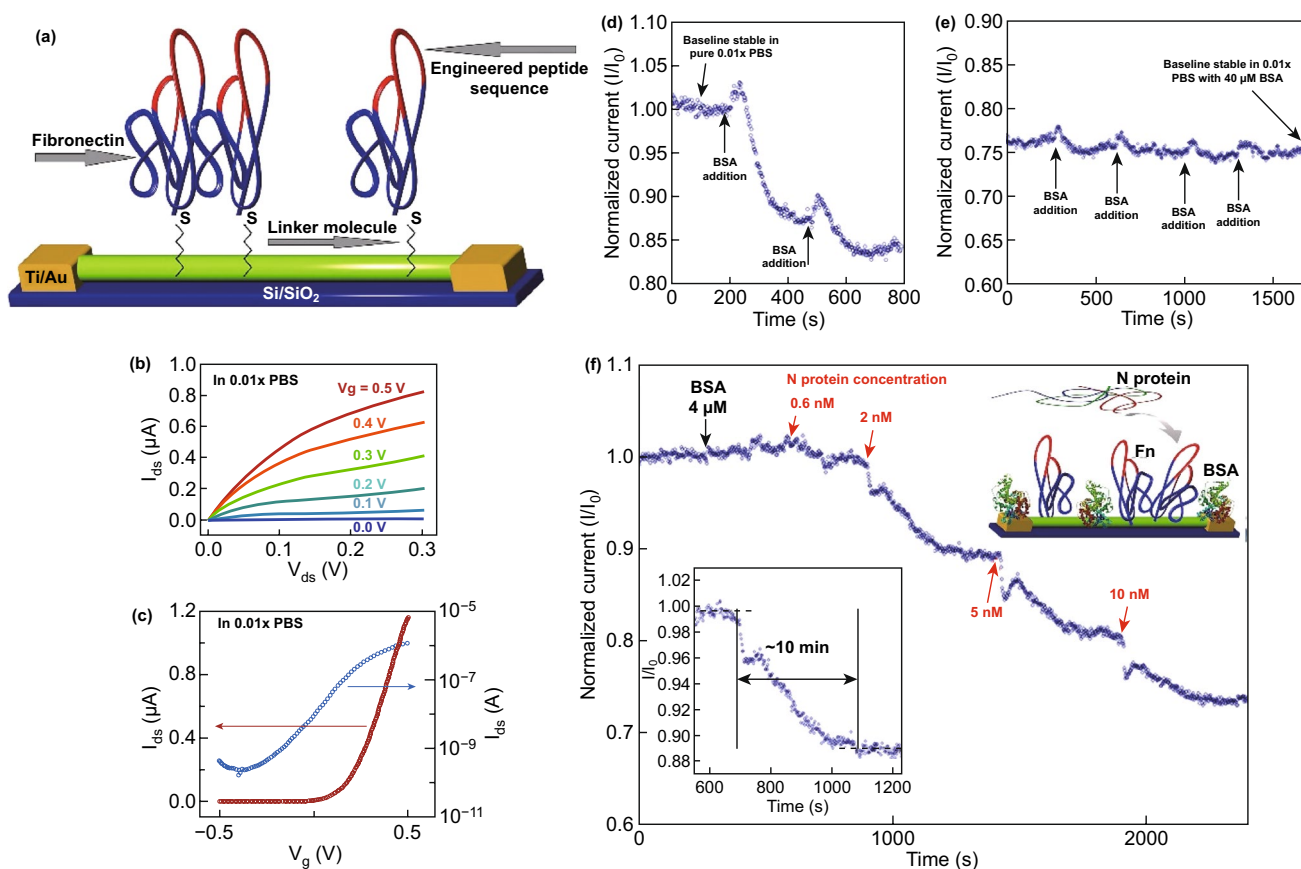 (a)
Engineered peptide
sequence
Fibronectin
S
S
S
Linker molecule
Ti/Au
Si/SiO2
(b)
In 0.01x PBS
Vg = 0.5 V
0.4 V
0.3 V
0.2 V
0.1 V
0.0 V
1.0
0.8
0.6
0.4
0.2
0.0
Ids (μA)
0.0
0.1
0.2
0.3
Vds (V)
(c)
In 0.01x PBS
1.2
0.8
0.4
0.0
Ids (μA)
10−5
10−7
10−9
10−11
Ids (A)
−0.5
0.5
Vg (V)
(d)
Baseline stable in
pure 0.01x PBS
BSA
addition
BSA
addition
1.10
1.05
1.00
0.95
0.90
0.85
0.80
Normalized current (I/I0)
0
200
400
600
800
Time (s)
(e)
Baseline stable in 0.01x
PBS with 40 μM BSA
BSA
addition
BSA
addition
BSA
addition
BSA
addition
0.90
0.85
0.80
0.75
0.70
0.65
0.60
Normalized current (I/I0)
0
500
1000
1500
Time (s)
(f)
BSA
4 μM
N protein concentration
0.6 nM
2 nM
5 nM
10 nM
N protein
Fn
BSA
1.1
1.0
0.9
0.8
0.7
0.6
Normalized current (I/I0)
0
1000
2000
Time (s)
1.02
1.00
0.98
0.96
0.94
0.92
0.90
0.88
I/I0
~10 min
600
800
1000
1200
Time (s)